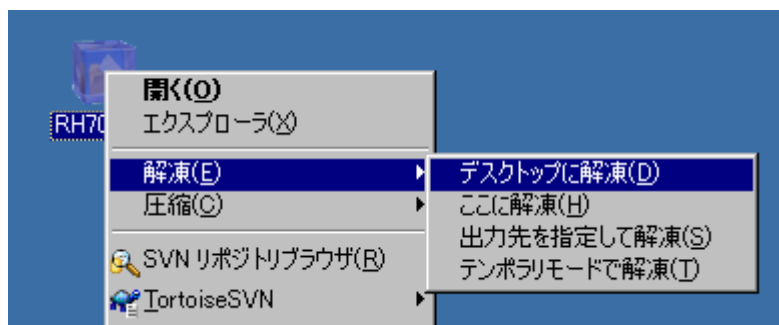 RH70
開く(O)
エクスプローラ(X)
解凍(E)
圧縮(C)
SVN リポジトリブラウザ(R)
TortoiseSVN
デスクトップに解凍(D)
ここに解凍(H)
出力先を指定して解凍(S)
テンポラリモードで解凍(T)